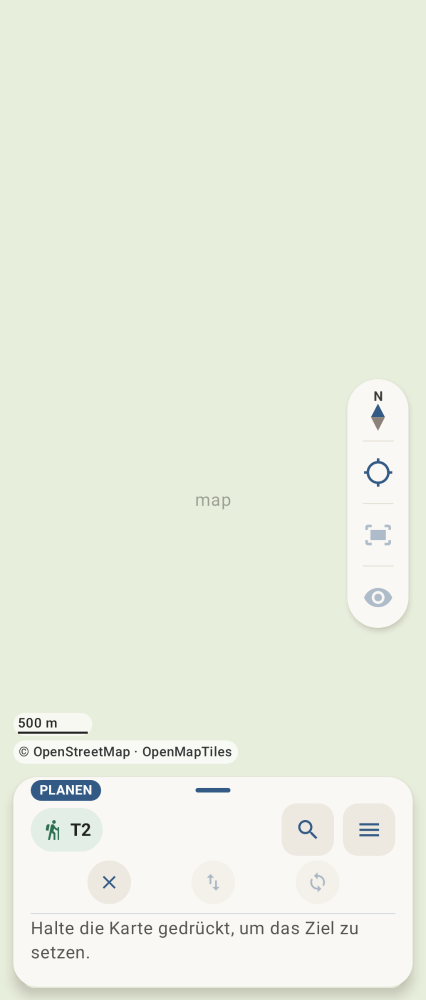 N
map
500 m
© OpenStreetMap · OpenMapTiles
PLANEN
T2
Halte die Karte gedrückt, um das Ziel zu
setzen.